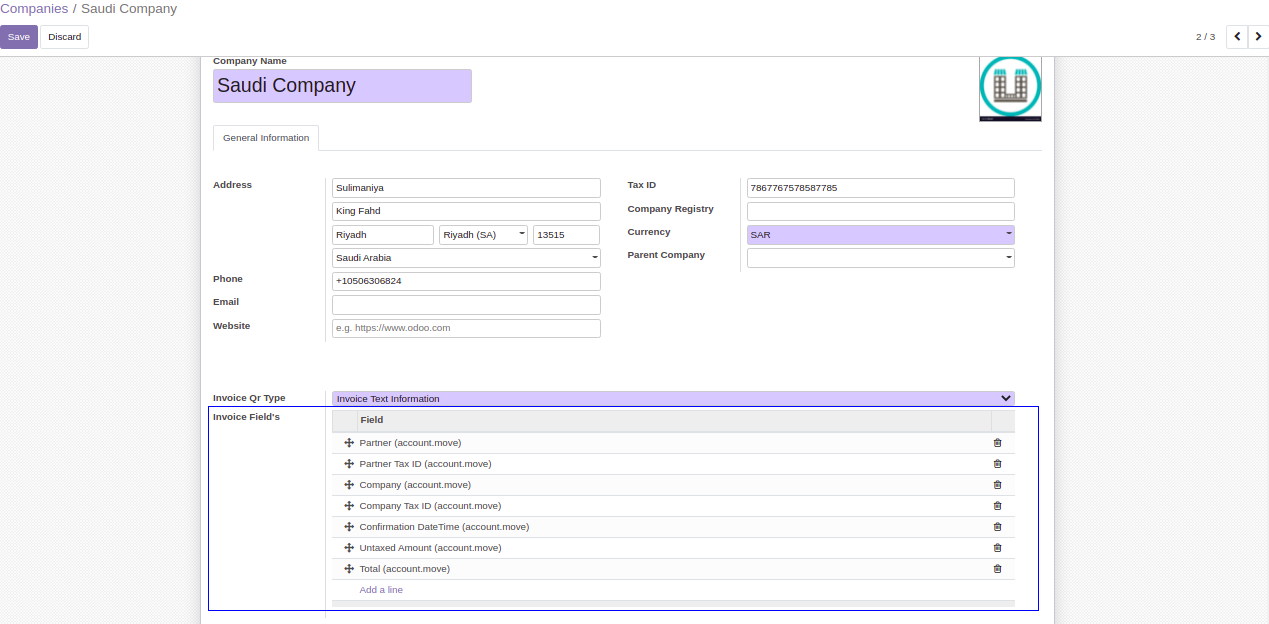 Companies / Saudi Company
Save Discard 2 / 3
Company Name
Saudi Company
General Information
Address Sulimaniya
King Fahd
Riyadh Riyadh (SA) 13515
Saudi Arabia
Phone +10506306824
Email
Website e.g. https://www.odoo.com
Tax ID 7867767578587785
Company Registry
Currency SAR
Parent Company
Invoice Qr Type Invoice Text Information
Invoice Field's Field
Partner (account.move)
Partner Tax ID (account.move)
Company (account.move)
Company Tax ID (account.move)
Confirmation DateTime (account.move)
Untaxed Amount (account.move)
Total (account.move)
Add a line